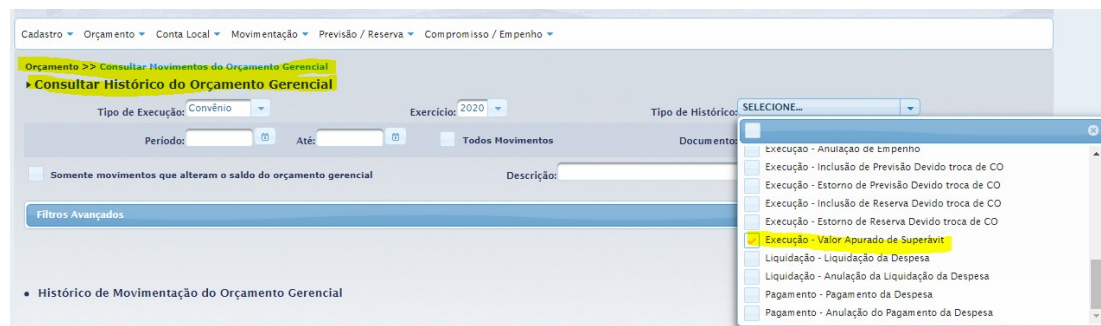 Cadastro Orçamento Conta Local Movimentação Previsão / Reserva Compromisso / Empenho
Orçamento >> Consultar Movimentos do Orçamento Gerencial
Consultar Histórico do Orçamento Gerencial
Tipo de Execução: Convênio Exercício: 2020 Tipo de Histórico: SELECIONE...
Período: Até: Todos Movimentos Documento:
Somente movimentos que alteram o saldo do orçamento gerencial Descrição:
Filtros Avançados
Execução - Anulação de Empenho
Execução - Inclusão de Previsão Devido troca de CO
Execução - Estorno de Previsão Devido troca de CO
Execução - Inclusão de Reserva Devido troca de CO
Execução - Estorno de Reserva Devido troca de CO
Execução - Valor Apurado de Superávit
Liquidação - Liquidação da Despesa
Liquidação - Anulação da Liquidação da Despesa
Pagamento - Pagamento da Despesa
Pagamento - Anulação do Pagamento da Despesa
• Histórico de Movimentação do Orçamento Gerencial